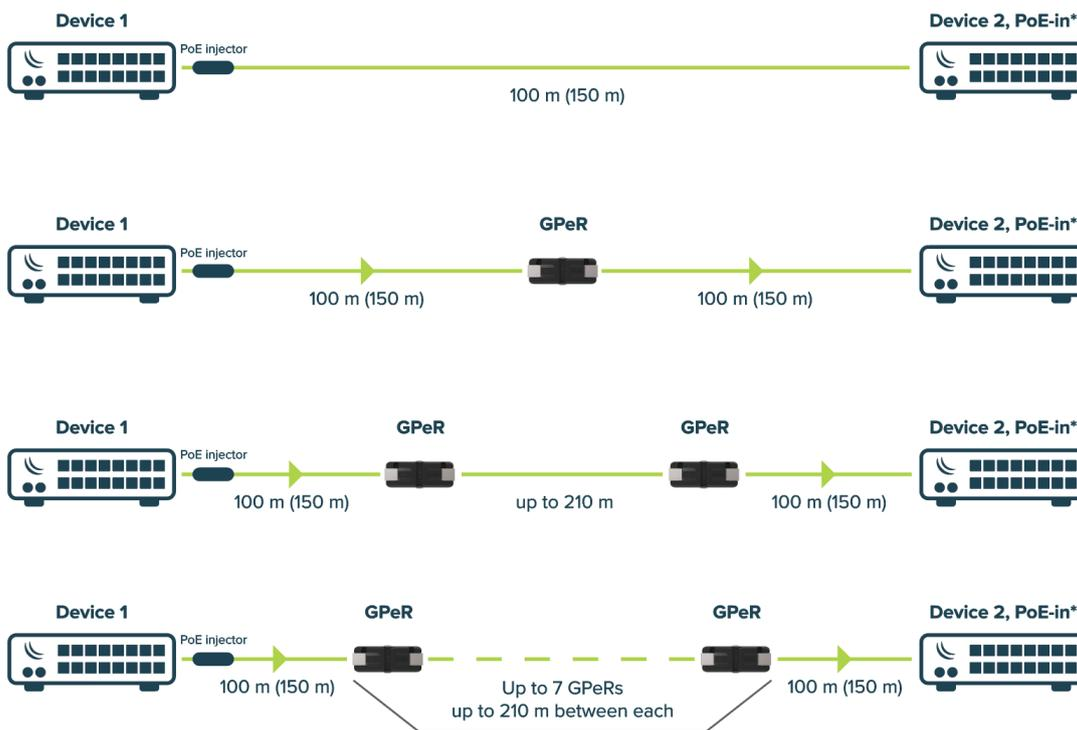 Device 1
Device 2, PoE-in*
PoE injector
100 m (150 m)
Device 1
GPeR
Device 2, PoE-in*
PoE injector
100 m (150 m)
100 m (150 m)
Device 1
GPeR
GPeR
Device 2, PoE-in*
PoE injector
100 m (150 m)
up to 210 m
100 m (150 m)
Device 1
GPeR
GPeR
Device 2, PoE-in*
PoE injector
100 m (150 m)
Up to 7 GPeRs
up to 210 m between each
100 m (150 m)